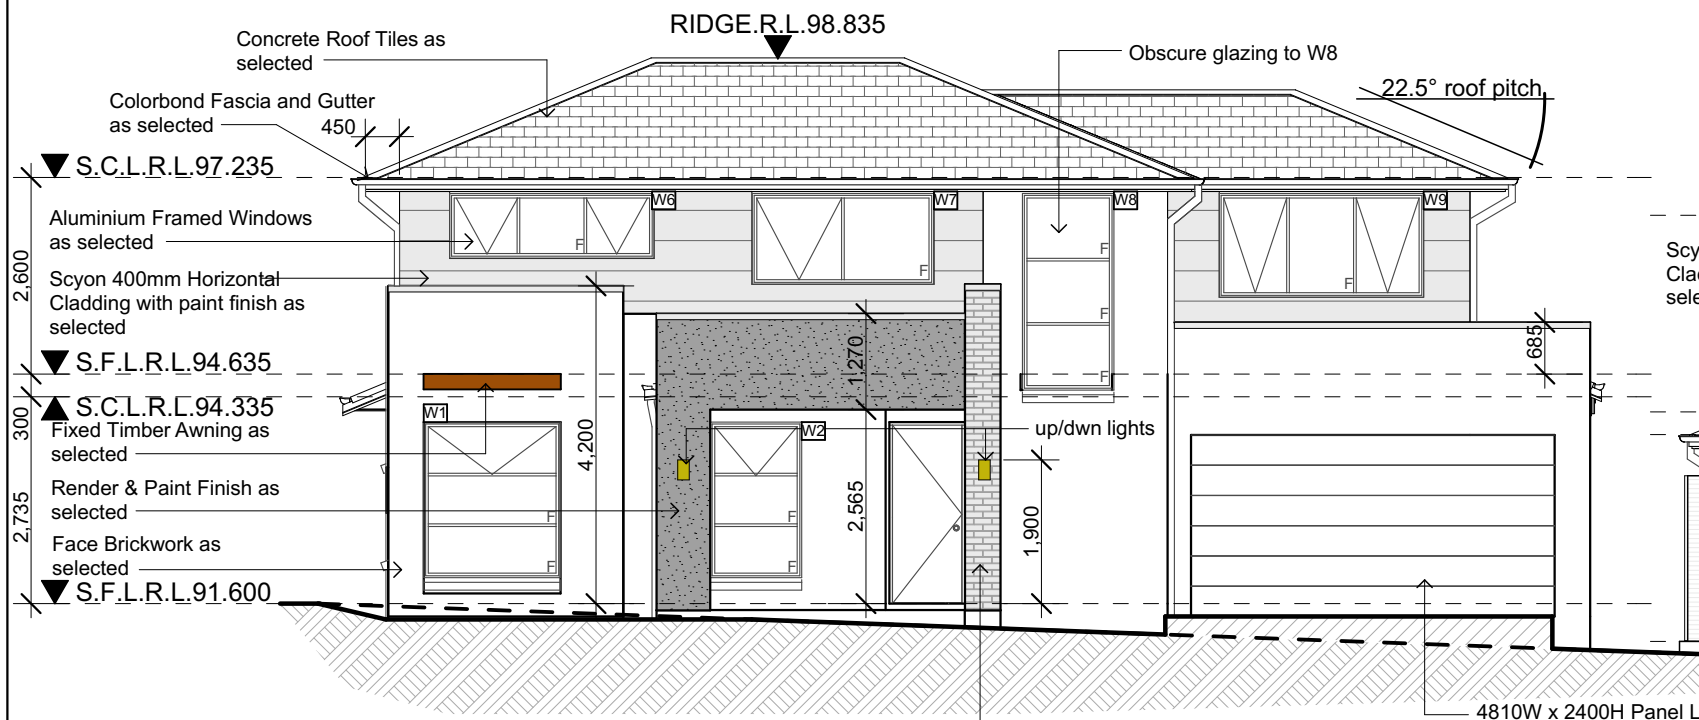 RIDGE.R.L.98.835
Concrete Roof Tiles as
selected
Obscure glazing to W8
22.5° roof pitch
Colorbond Fascia and Gutter
as selected
450
S.C.L.R.L.97.235
W6
W7
W8
W9
Aluminium Framed Windows
as selected
F
F
F
F
F
F
Scyon 400mm Horizontal
Cladding with paint finish as
selected
2,600
Scy
Cla
sele
S.F.L.R.L.94.635
1,270
685
S.C.L.R.L.94.335
300
W1
W2
Fixed Timber Awning as
selected
up/dwn lights
4,200
Render & Paint Finish as
selected
2,735
2,565
1,900
F
F
F
F
Face Brickwork as
selected
S.F.L.R.L.91.600
4810W x 2400H Panel L